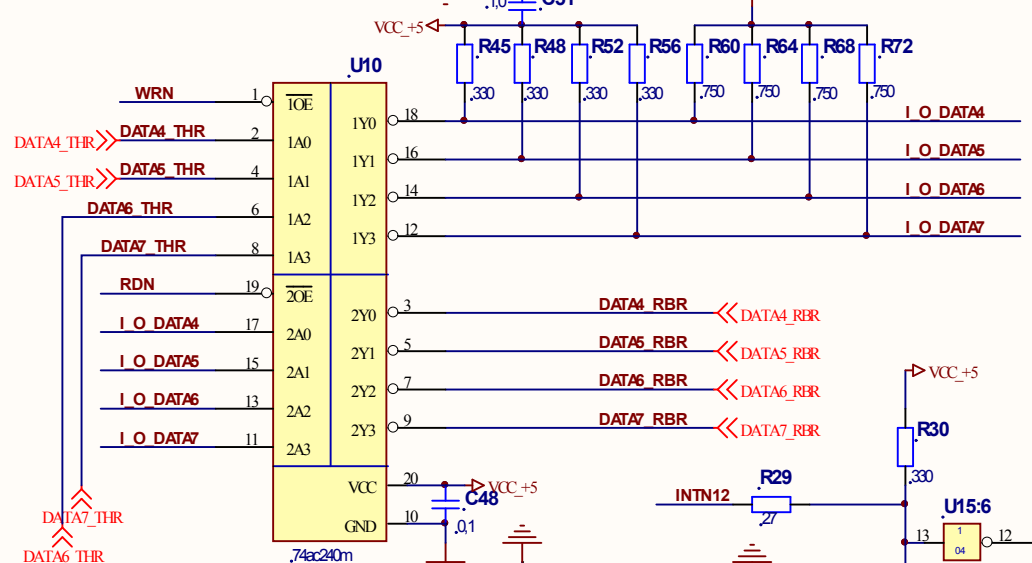 .1,0 C51
VCC_+5
R45 R48 R52 R56 R60 R64 R68 R72
.330 .330 .330 .330 .750 .750 .750 .750
.U10
WRN 1 1OE
1Y0 18 I_O_DATA4
DATA4_THR DATA4_THR 2 1A0
1Y1 16 I_O_DATA5
DATA5_THR DATA5_THR 4 1A1
1Y2 14 I_O_DATA6
DATA6_THR 6 1A2
1Y3 12 I_O_DATA7
DATA7_THR 8 1A3
RDN 19 2OE
2Y0 3 DATA4_RBR DATA4_RBR
I_O_DATA4 17 2A0
2Y1 5 DATA5_RBR DATA5_RBR
I_O_DATA5 15 2A1
2Y2 7 DATA6_RBR DATA6_RBR
VCC_+5
I_O_DATA6 13 2A2
2Y3 9 DATA7_RBR DATA7_RBR
I_O_DATA7 11 2A3
R30
.330
VCC 20 VCC_+5
C48
.0,1
R29
INTN12
.27
DATA7_THR
GND 10
U15:6
13 1 12
04
DATA6_THR
.74ac240m